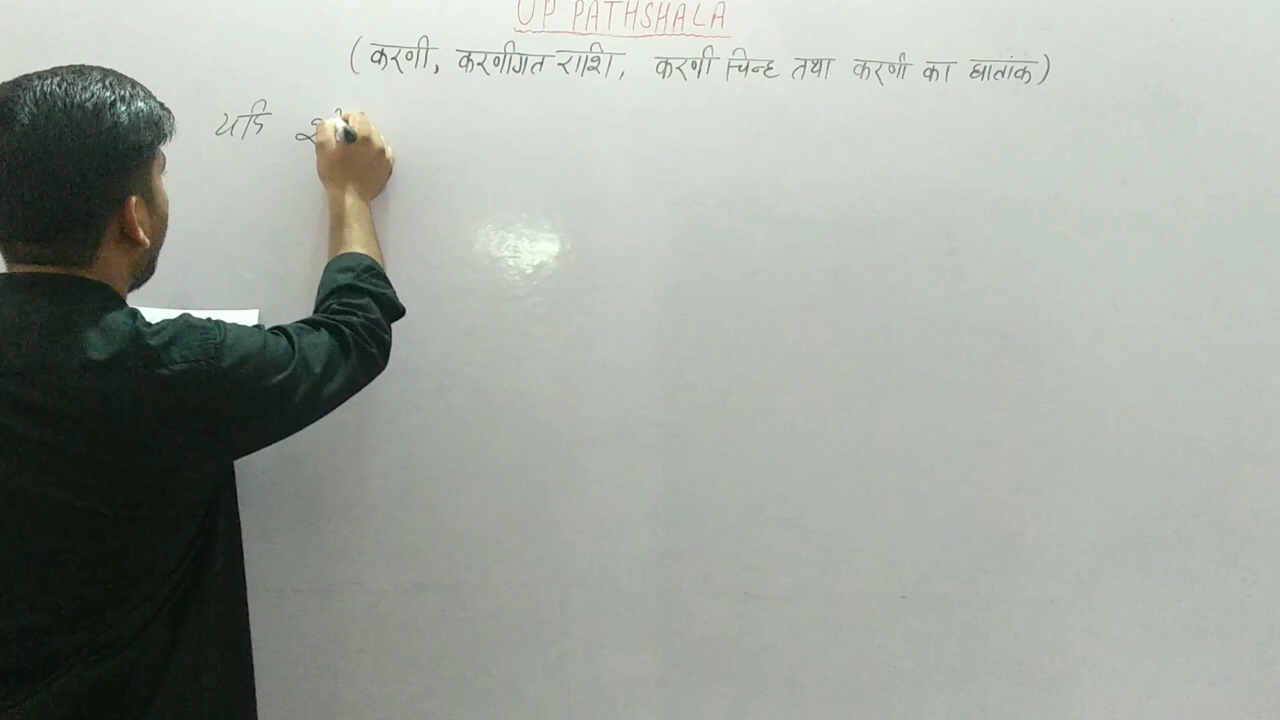 UP PATHSHALA
(करणी, करणीगत राशि, करणी चिन्ह तथा करणी का घातांक)
यदि